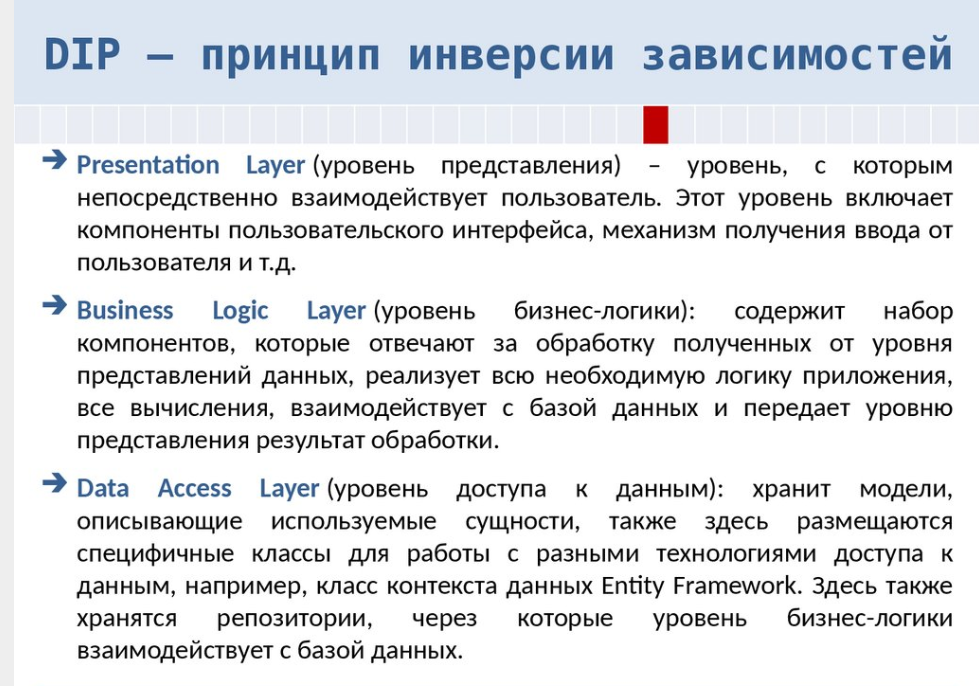 DIP – принцип инверсии зависимостей
➔ Presentation Layer (уровень представления) – уровень, с которым
непосредственно взаимодействует пользователь. Этот уровень включает
компоненты пользовательского интерфейса, механизм получения ввода от
пользователя и т.д.
➔ Business Logic Layer (уровень бизнес-логики): содержит набор
компонентов, которые отвечают за обработку полученных от уровня
представлений данных, реализует всю необходимую логику приложения,
все вычисления, взаимодействует с базой данных и передает уровню
представления результат обработки.
➔ Data Access Layer (уровень доступа к данным): хранит модели,
описывающие используемые сущности, также здесь размещаются
специфичные классы для работы с разными технологиями доступа к
данным, например, класс контекста данных Entity Framework. Здесь также
хранятся репозитории, через которые уровень бизнес-логики
взаимодействует с базой данных.